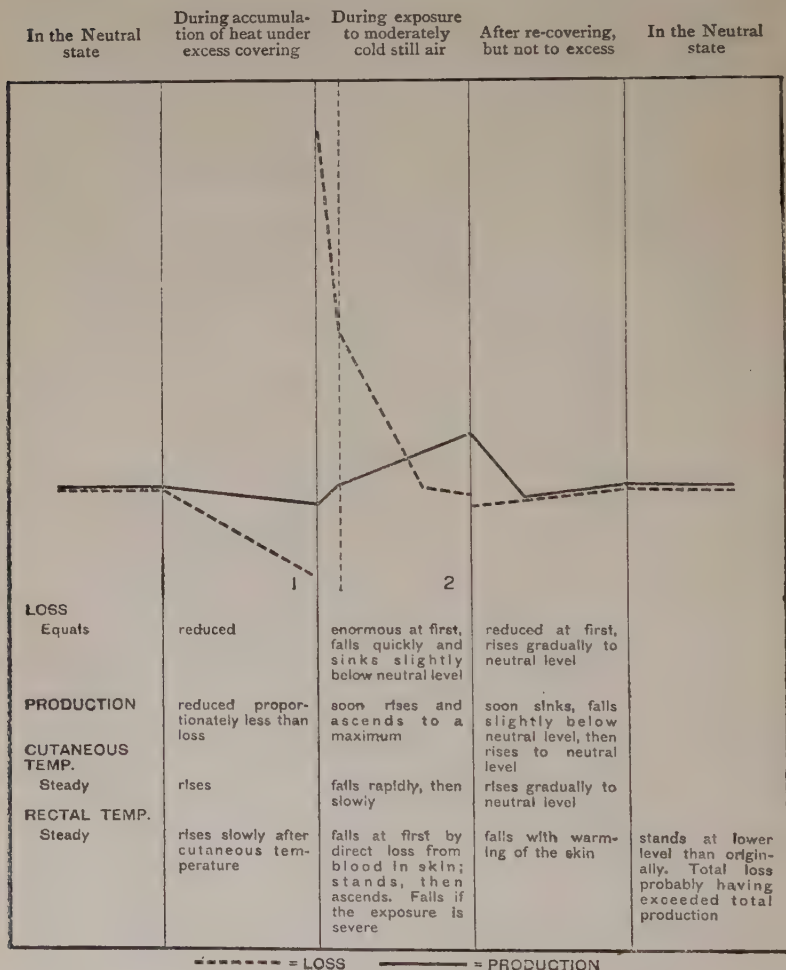 In the Neutral
state
During accumula-
tion of heat under
excess covering
During exposure
to moderately
cold still air
After re-covering,
but not to excess
In the Neutral
state
1
2
LOSS
Equals
reduced
enormous at first,
falls quickly and
sinks slightly
below neutral level
reduced at first,
rises gradually to
neutral level
PRODUCTION
reduced propor-
tionately less than
loss
soon rises and
ascends to a
maximum
soon sinks, falls
slightly below
neutral level, then
rises to neutral
level
CUTANEOUS
TEMP.
Steady
rises
falls rapidly, then
slowly
rises gradually to
neutral level
RECTAL TEMP.
Steady
rises slowly after
cutaneous tem-
perature
falls at first by
direct loss from
blood in skin;
stands, then
ascends. Falls if
the exposure is
severe
falls with warm-
ing of the skin
stands at lower
level than origin-
ally. Total loss
probably having
exceeded total
production
= LOSS = PRODUCTION